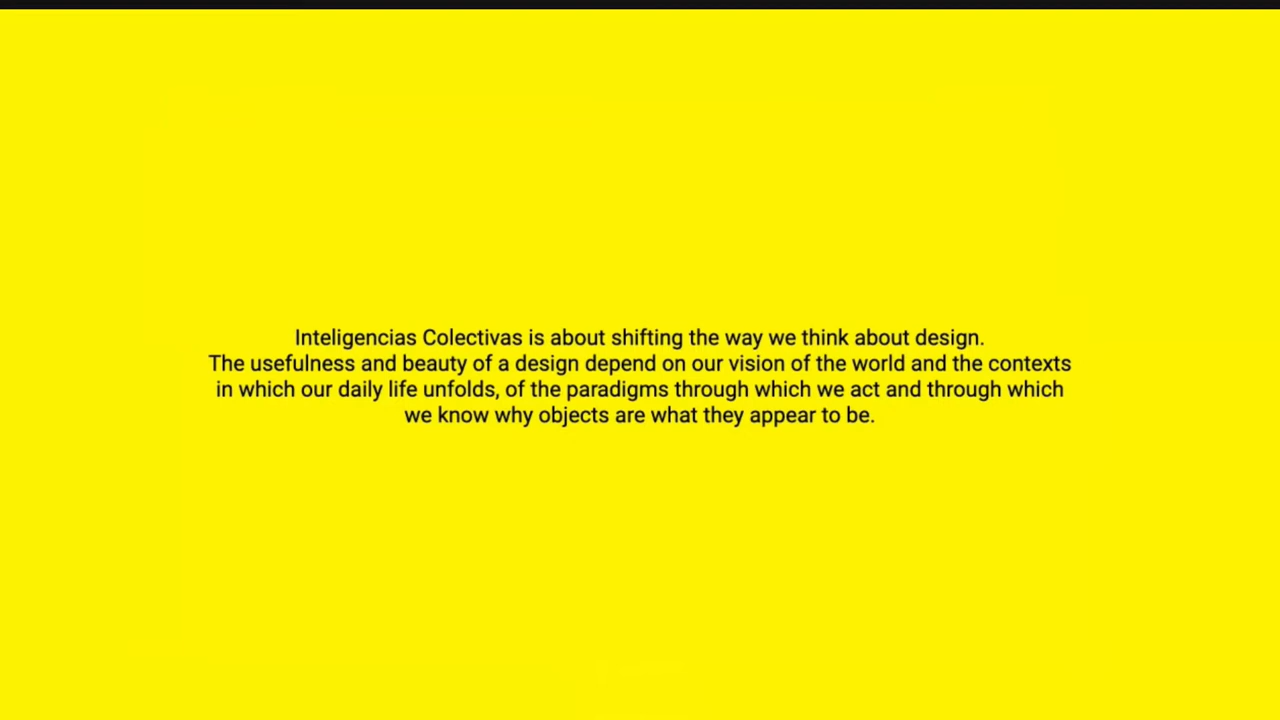 Inteligencias Colectivas is about shifting the way we think about design.
The usefulness and beauty of a design depend on our vision of the world and the contexts
in which our daily life unfolds, of the paradigms through which we act and through which
we know why objects are what they appear to be.